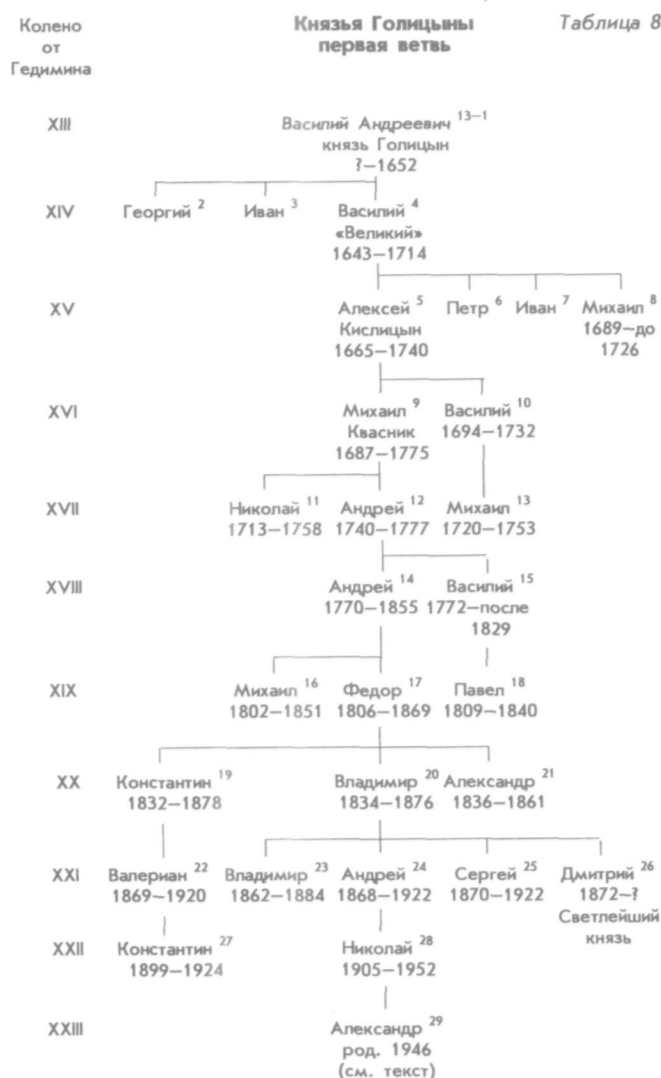 Колено от Гедимина
Князья Голицыны первая ветвь
Таблица 8
XIII
Василий Андреевич 13–1
князь Голицын
?–1652
XIV
Георгий 2 Иван 3 Василий 4
«Великий»
1643–1714
XV
Алексей 5 Петр 6 Иван 7 Михаил 8
Кислицын 1689–до
1665–1740 1726
XVI
Михаил 9 Василий 10
Квасник 1694–1732
1687–1775
XVII
Николай 11 Андрей 12 Михаил 13
1713–1758 1740–1777 1720–1753
XVIII
Андрей 14 Василий 15
1770–1855 1772–после
1829
XIX
Михаил 16 Федор 17 Павел 18
1802–1851 1806–1869 1809–1840
XX
Константин 19 Владимир 20 Александр 21
1832–1878 1834–1876 1836–1861
XXI
Валериан 22 Владимир 23 Андрей 24 Сергей 25 Дмитрий 26
1869–1920 1862–1884 1868–1922 1870–1922 1872–?
Светлейший
князь
XXII
Константин 27 Николай 28
1899–1924 1905–1952
XXIII
Александр 29
род. 1946
(см. текст)